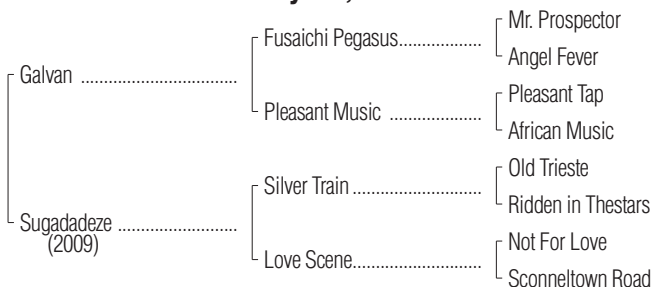 Mr. Prospector
Fusaichi Pegasus..................
Angel Fever
Galvan ..................................
Pleasant Tap
Pleasant Music ....................
African Music
Old Trieste
Silver Train ............................
Ridden in Thestars
Sugadadeze ..........................
(2009)
Not For Love
Love Scene............................
Sconneltown Road